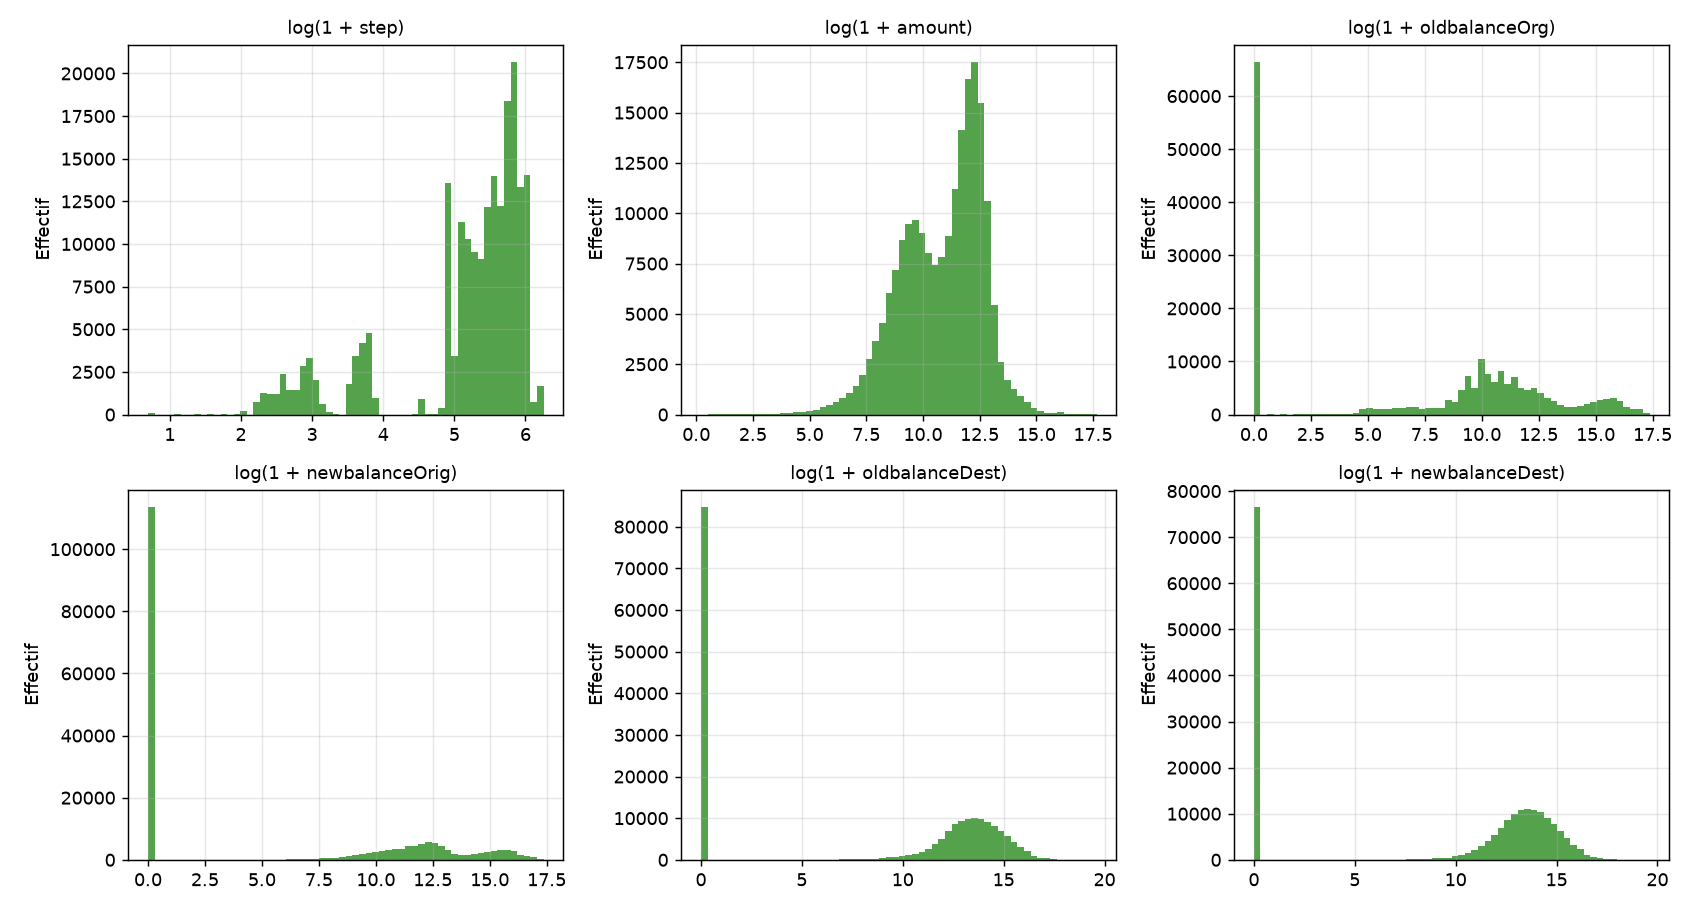 log(1 + step)
20000
17500
15000
12500
10000
7500
5000
2500
0
Effectif
1 2 3 4 5 6
log(1 + amount)
17500
15000
12500
10000
7500
5000
2500
0
Effectif
0.0 2.5 5.0 7.5 10.0 12.5 15.0 17.5
log(1 + oldbalanceOrg)
60000
50000
40000
30000
20000
10000
0
Effectif
0.0 2.5 5.0 7.5 10.0 12.5 15.0 17.5
log(1 + newbalanceOrig)
100000
80000
60000
40000
20000
0
Effectif
0.0 2.5 5.0 7.5 10.0 12.5 15.0 17.5
log(1 + oldbalanceDest)
80000
70000
60000
50000
40000
30000
20000
10000
0
Effectif
0 5 10 15 20
log(1 + newbalanceDest)
80000
70000
60000
50000
40000
30000
20000
10000
0
Effectif
0 5 10 15 20